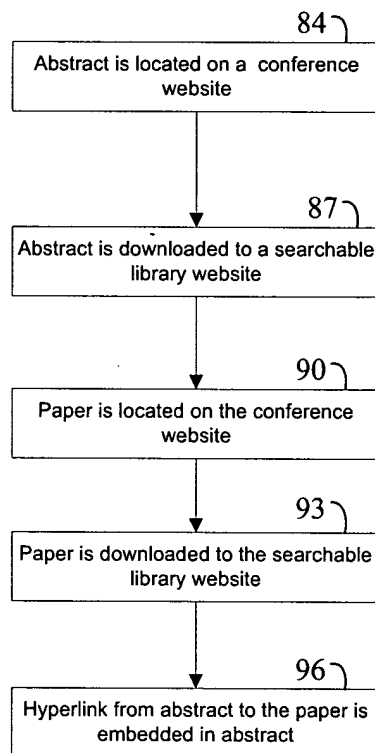 84
Abstract is located on a conference
website
87
Abstract is downloaded to a searchable
library website
90
Paper is located on the conference
website
93
Paper is downloaded to the searchable
library website
96
Hyperlink from abstract to the paper is
embedded in abstract